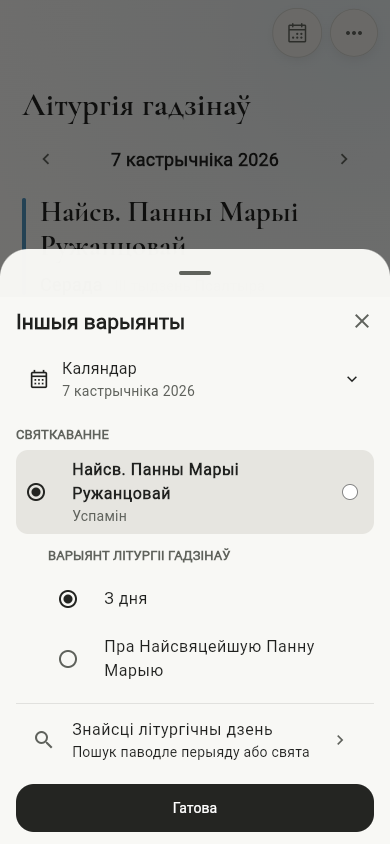 Літургія гадзінаў
7 кастрычніка 2026
Найсв. Панны Марыі
Ружанцовай
Іншыя варыянты
Каляндар
7 кастрычніка 2026
СВЯТКАВАННЕ
Найсв. Панны Марыі
Ружанцовай
Успамін
ВАРЫЯНТ ЛІТУРГІІ ГАДЗІНАЎ
З дня
Пра Найсвяцейшую Панну
Марыю
Знайсці літургічны дзень
Пошук паводле перыяду або свята
Гатова